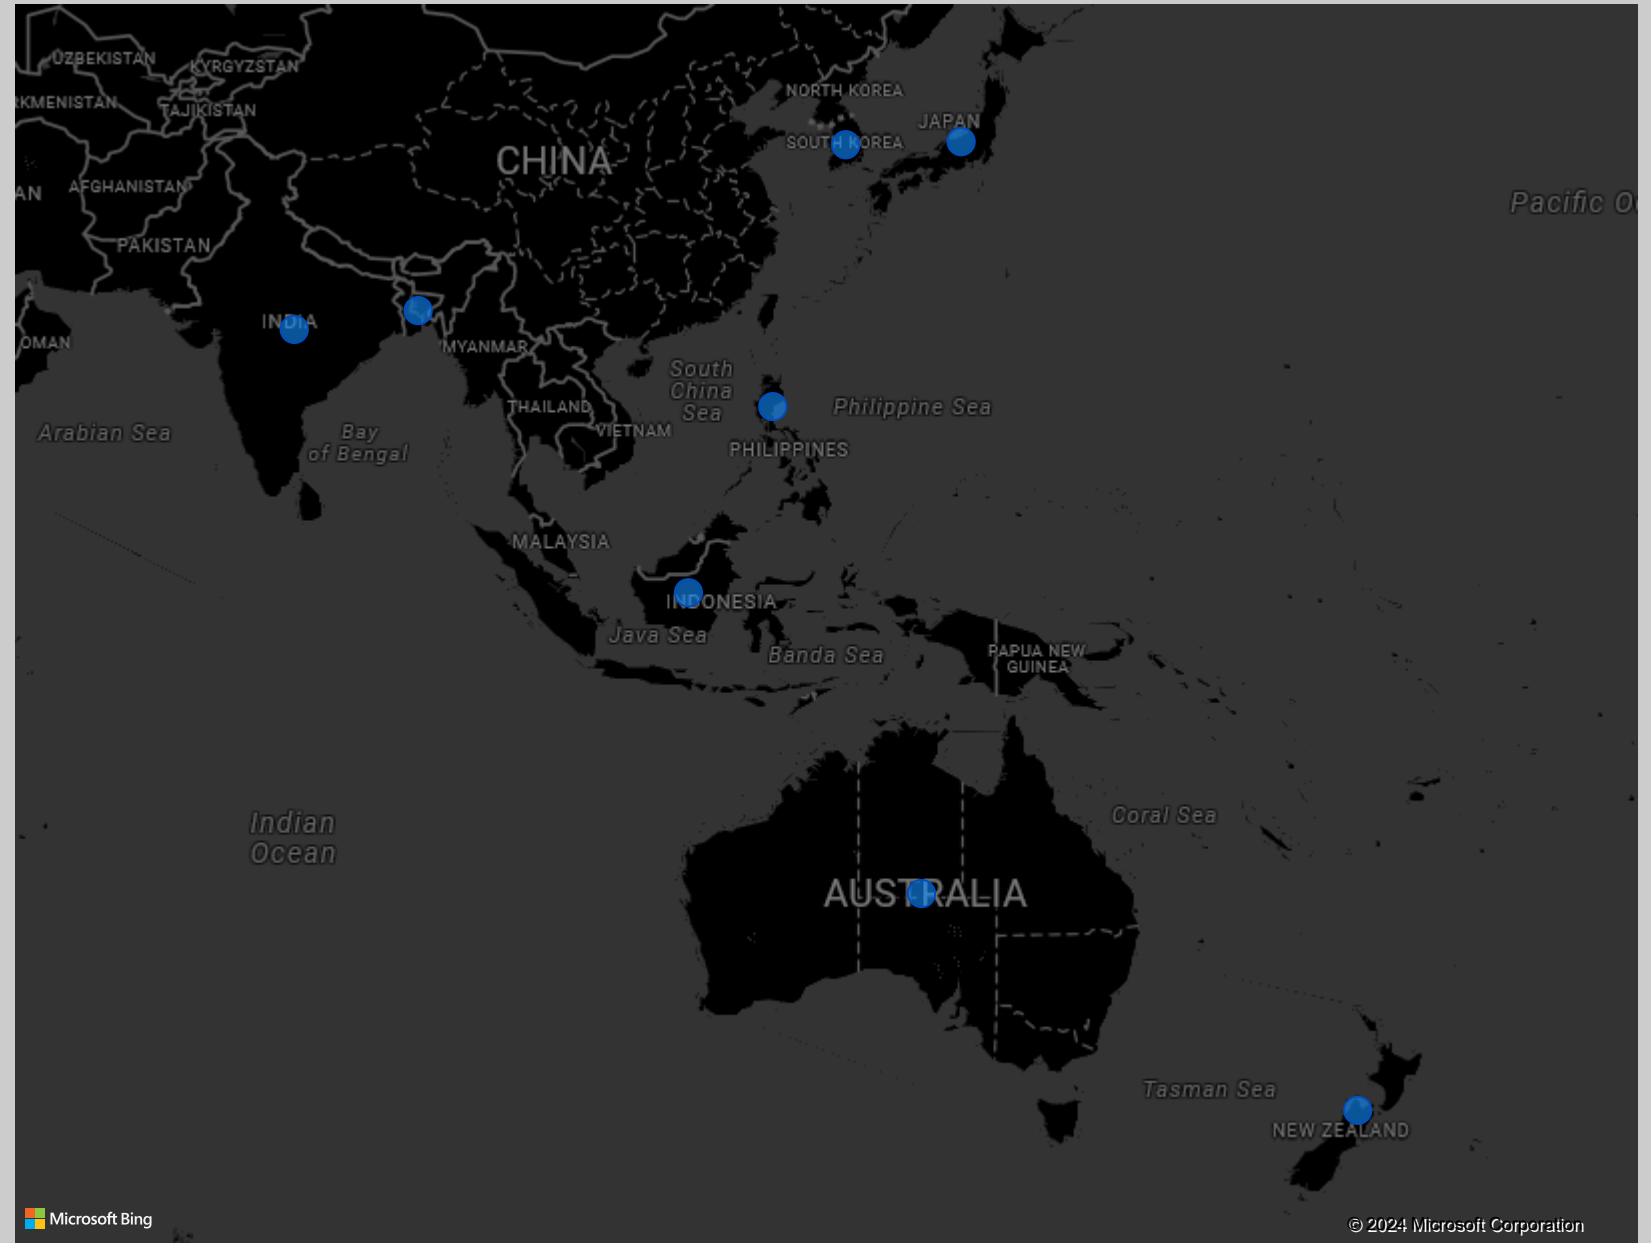 UZBEKISTAN
KYRGYZSTAN
RKMENISTAN
TAJIKISTAN
NORTH KOREA
JAPAN
SOUTH KOREA
CHINA
AFGHANISTAN
AN
Pacific O
PAKISTAN
INDIA
OMAN
MYANMAR
South
China
Sea
THAILAND
Philippine Sea
Arabian Sea
Bay
of Bengal
VIETNAM
PHILIPPINES
MALAYSIA
INDONESIA
Java Sea
Banda Sea
PAPUA NEW
GUINEA
Indian
Ocean
Coral Sea
AUSTRALIA
Tasman Sea
NEW ZEALAND
Microsoft Bing
© 2024 Microsoft Corporation